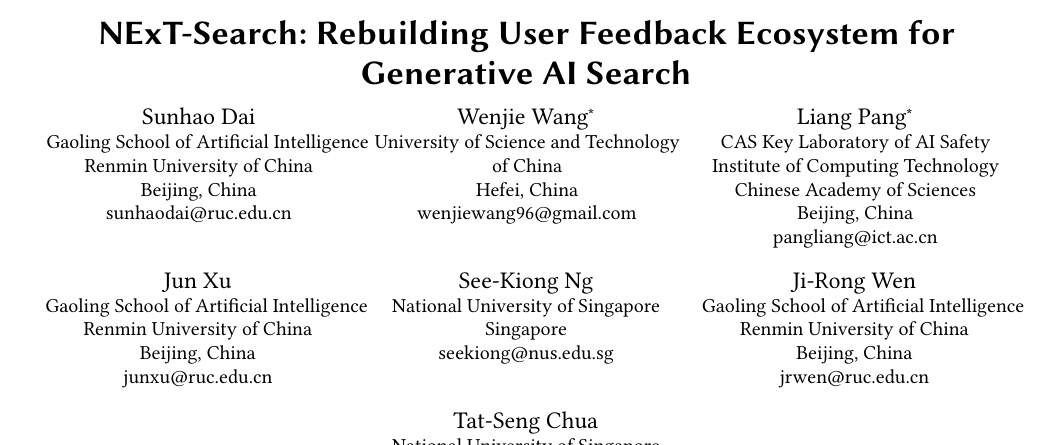 NExT-Search: Rebuilding User Feedback Ecosystem for
Generative AI Search
Sunhao Dai
Gaoling School of Artificial Intelligence
Renmin University of China
Beijing, China
sunhaodai@ruc.edu.cn
Wenjie Wang*
University of Science and Technology
of China
Hefei, China
wenjiewang96@gmail.com
Liang Pang*
CAS Key Laboratory of AI Safety
Institute of Computing Technology
Chinese Academy of Sciences
Beijing, China
pangliang@ict.ac.cn
Jun Xu
Gaoling School of Artificial Intelligence
Renmin University of China
Beijing, China
junxu@ruc.edu.cn
See-Kiong Ng
National University of Singapore
Singapore
seekiong@nus.edu.sg
Ji-Rong Wen
Gaoling School of Artificial Intelligence
Renmin University of China
Beijing, China
jrwen@ruc.edu.cn
Tat-Seng Chua
National University of Singapore